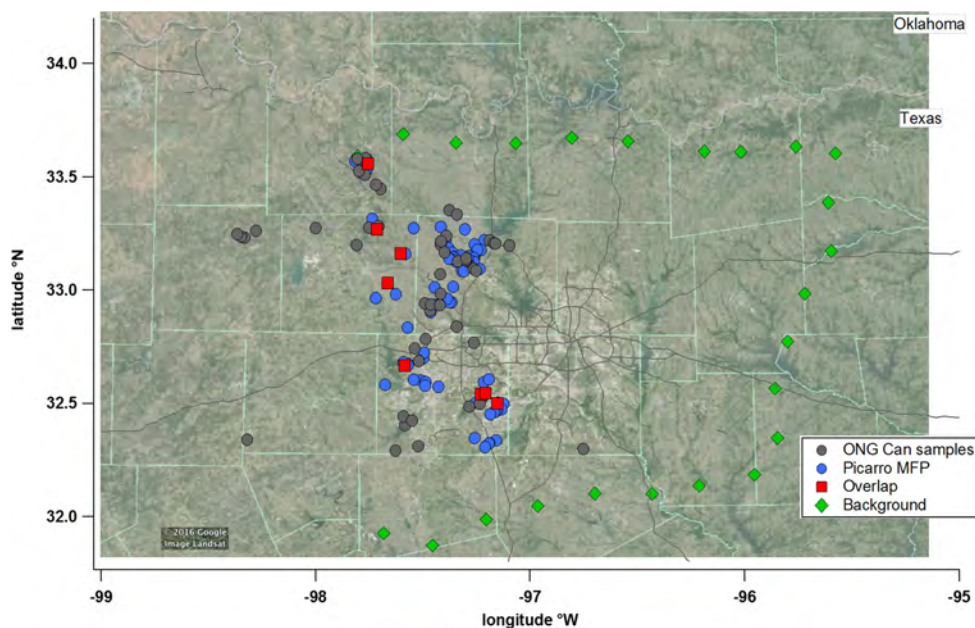 Oklahoma
Texas
34.0
33.5
33.0
32.5
32.0
latitude °N
ONG Can samples
Picarro MFP
Overlap
Background
© 2016 Google
Image Landsat
-99
-98
-97
-96
-95
longitude °W